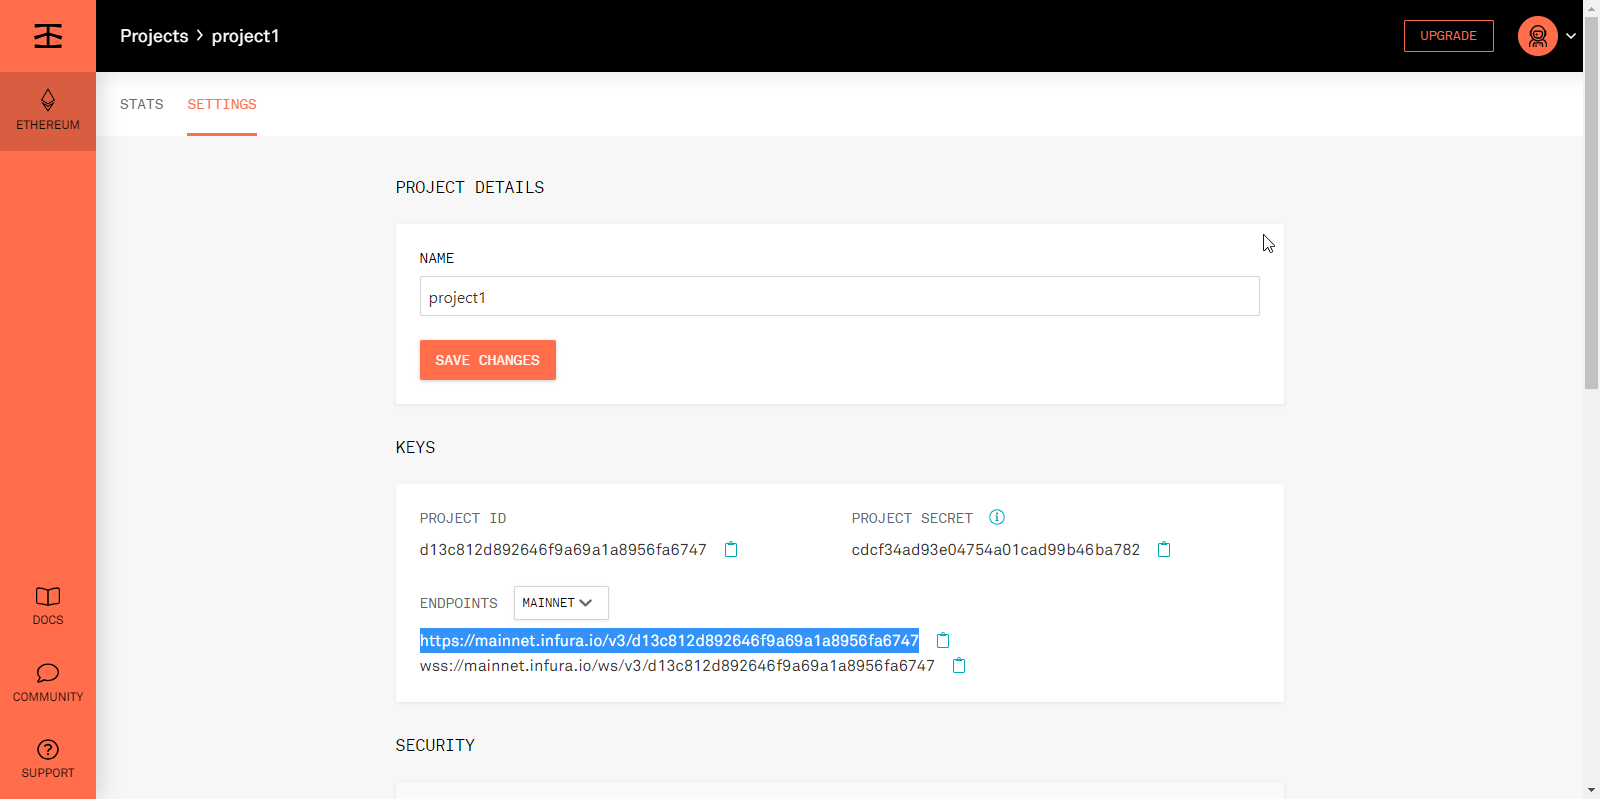 Projects > project1
UPGRADE
ETHEREUM
STATS SETTINGS
PROJECT DETAILS
NAME
project1
SAVE CHANGES
KEYS
PROJECT ID PROJECT SECRET
d13c812d892646f9a69a1a8956fa6747 cdcf34ad93e04754a01cad99b46ba782
ENDPOINTS MAINNET
https://mainnet.infura.io/v3/d13c812d892646f9a69a1a8956fa6747
wss://mainnet.infura.io/ws/v3/d13c812d892646f9a69a1a8956fa6747
SECURITY
DOCS
COMMUNITY
SUPPORT